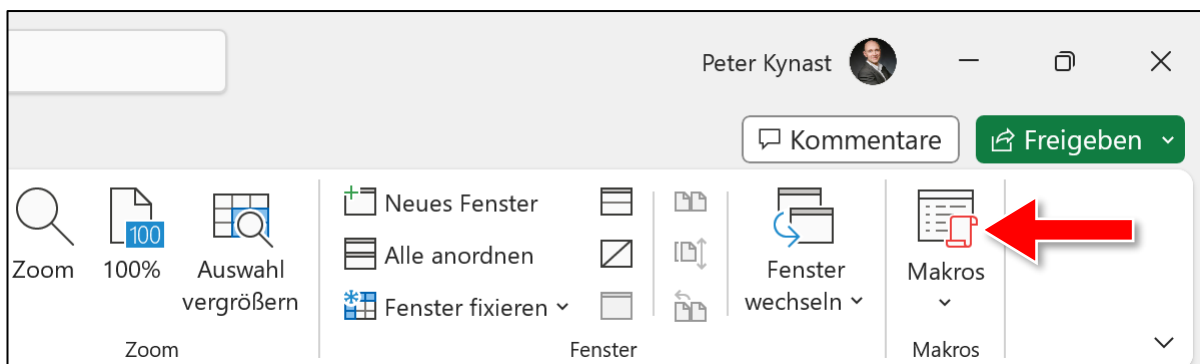 Peter Kynast
Kommentare
Freigeben
Zoom
100
100%
Auswahl
vergrößern
Neues Fenster
Alle anordnen
Fenster fixieren
Fenster
wechseln
Makros
Zoom
Fenster
Makros